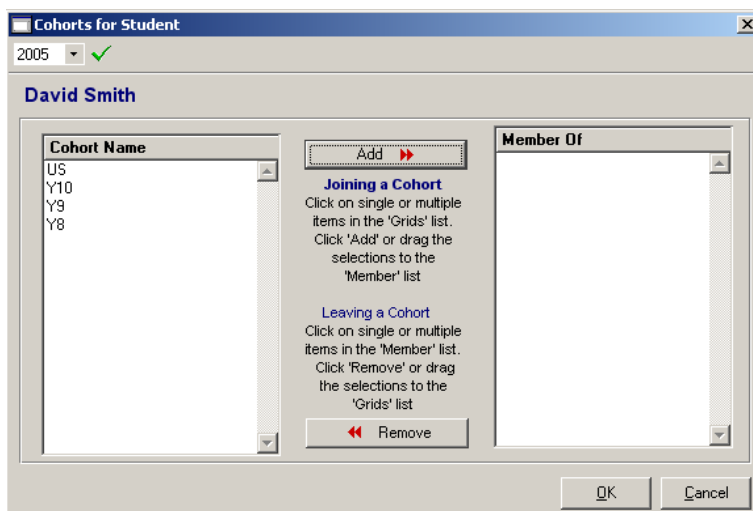 Cohorts for Student
2005
David Smith
Cohort Name
US
Y10
Y9
Y8
Add
Joining a Cohort
Click on single or multiple
items in the 'Grids' list.
Click 'Add' or drag the
selections to the
'Member' list
Leaving a Cohort
Click on single or multiple
items in the 'Member' list.
Click 'Remove' or drag
the selections to the
'Grids' list
Remove
Member Of
OK
Cancel